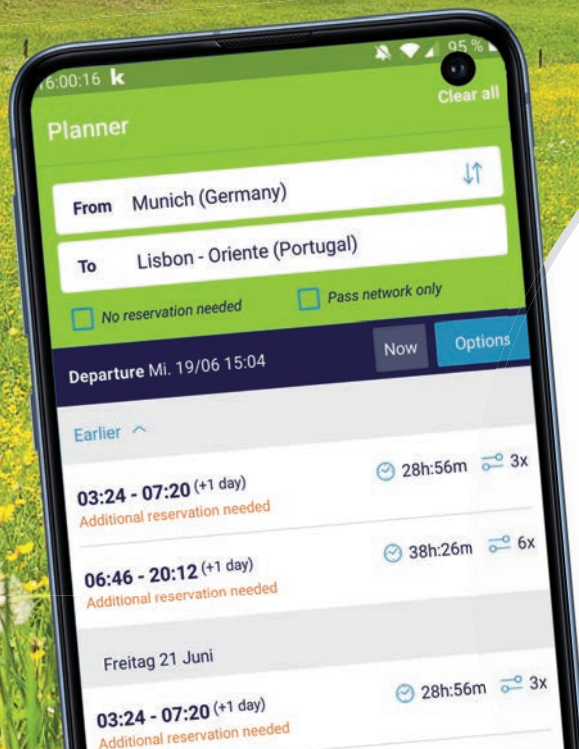 6:00:16 k 95 %
Clear all
Planner
From Munich (Germany)
To Lisbon - Oriente (Portugal)
No reservation needed Pass network only
Departure Mi. 19/06 15:04 Now Options
Earlier
03:24 - 07:20 (+1 day) 28h:56m 3x
Additional reservation needed
06:46 - 20:12 (+1 day) 38h:26m 6x
Additional reservation needed
Freitag 21 Juni
03:24 - 07:20 (+1 day) 28h:56m 3x
Additional reservation needed